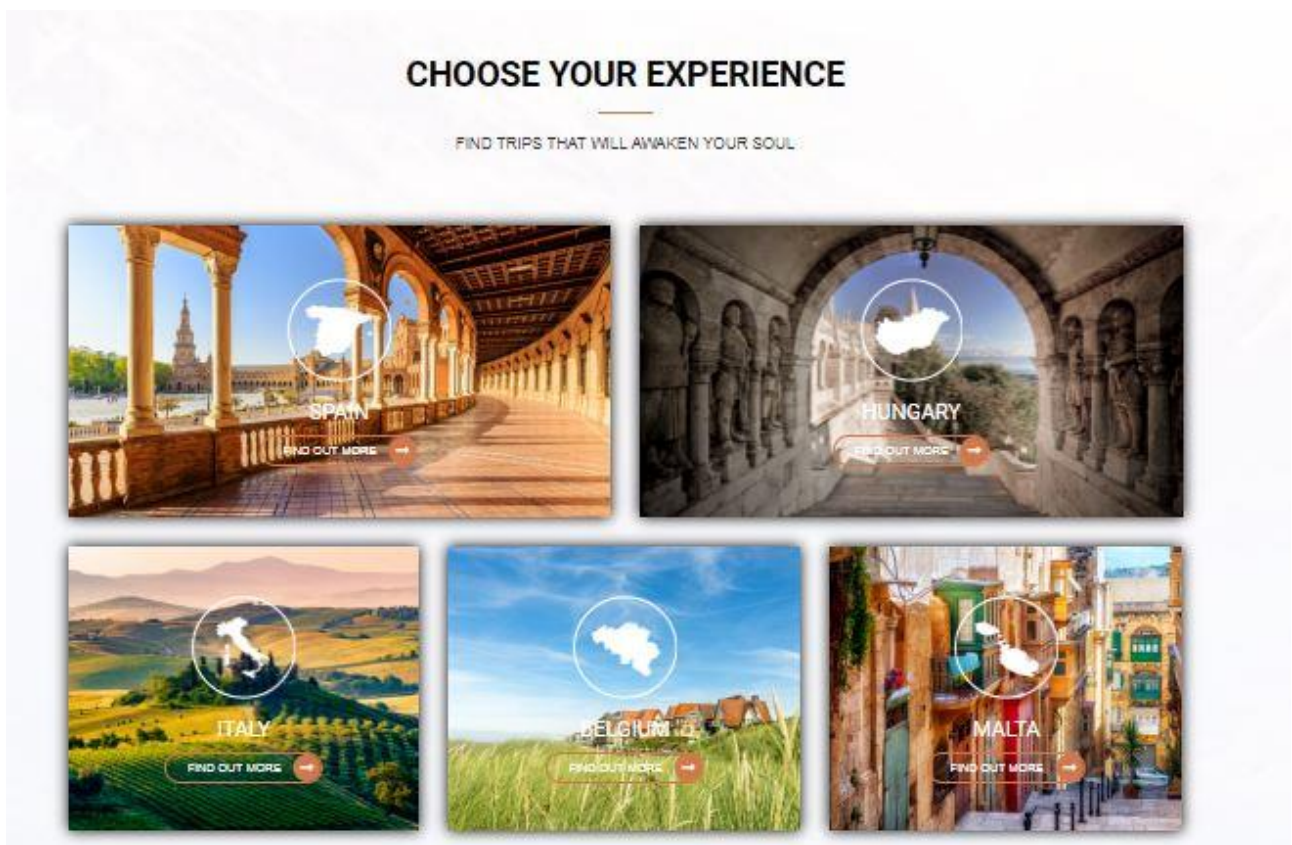 CHOOSE YOUR EXPERIENCE
FIND TRIPS THAT WILL AWAKEN YOUR SOUL
SPAIN
FIND OUT MORE
HUNGARY
FIND OUT MORE
ITALY
FIND OUT MORE
BELGIUM
FIND OUT MORE
MALTA
FIND OUT MORE